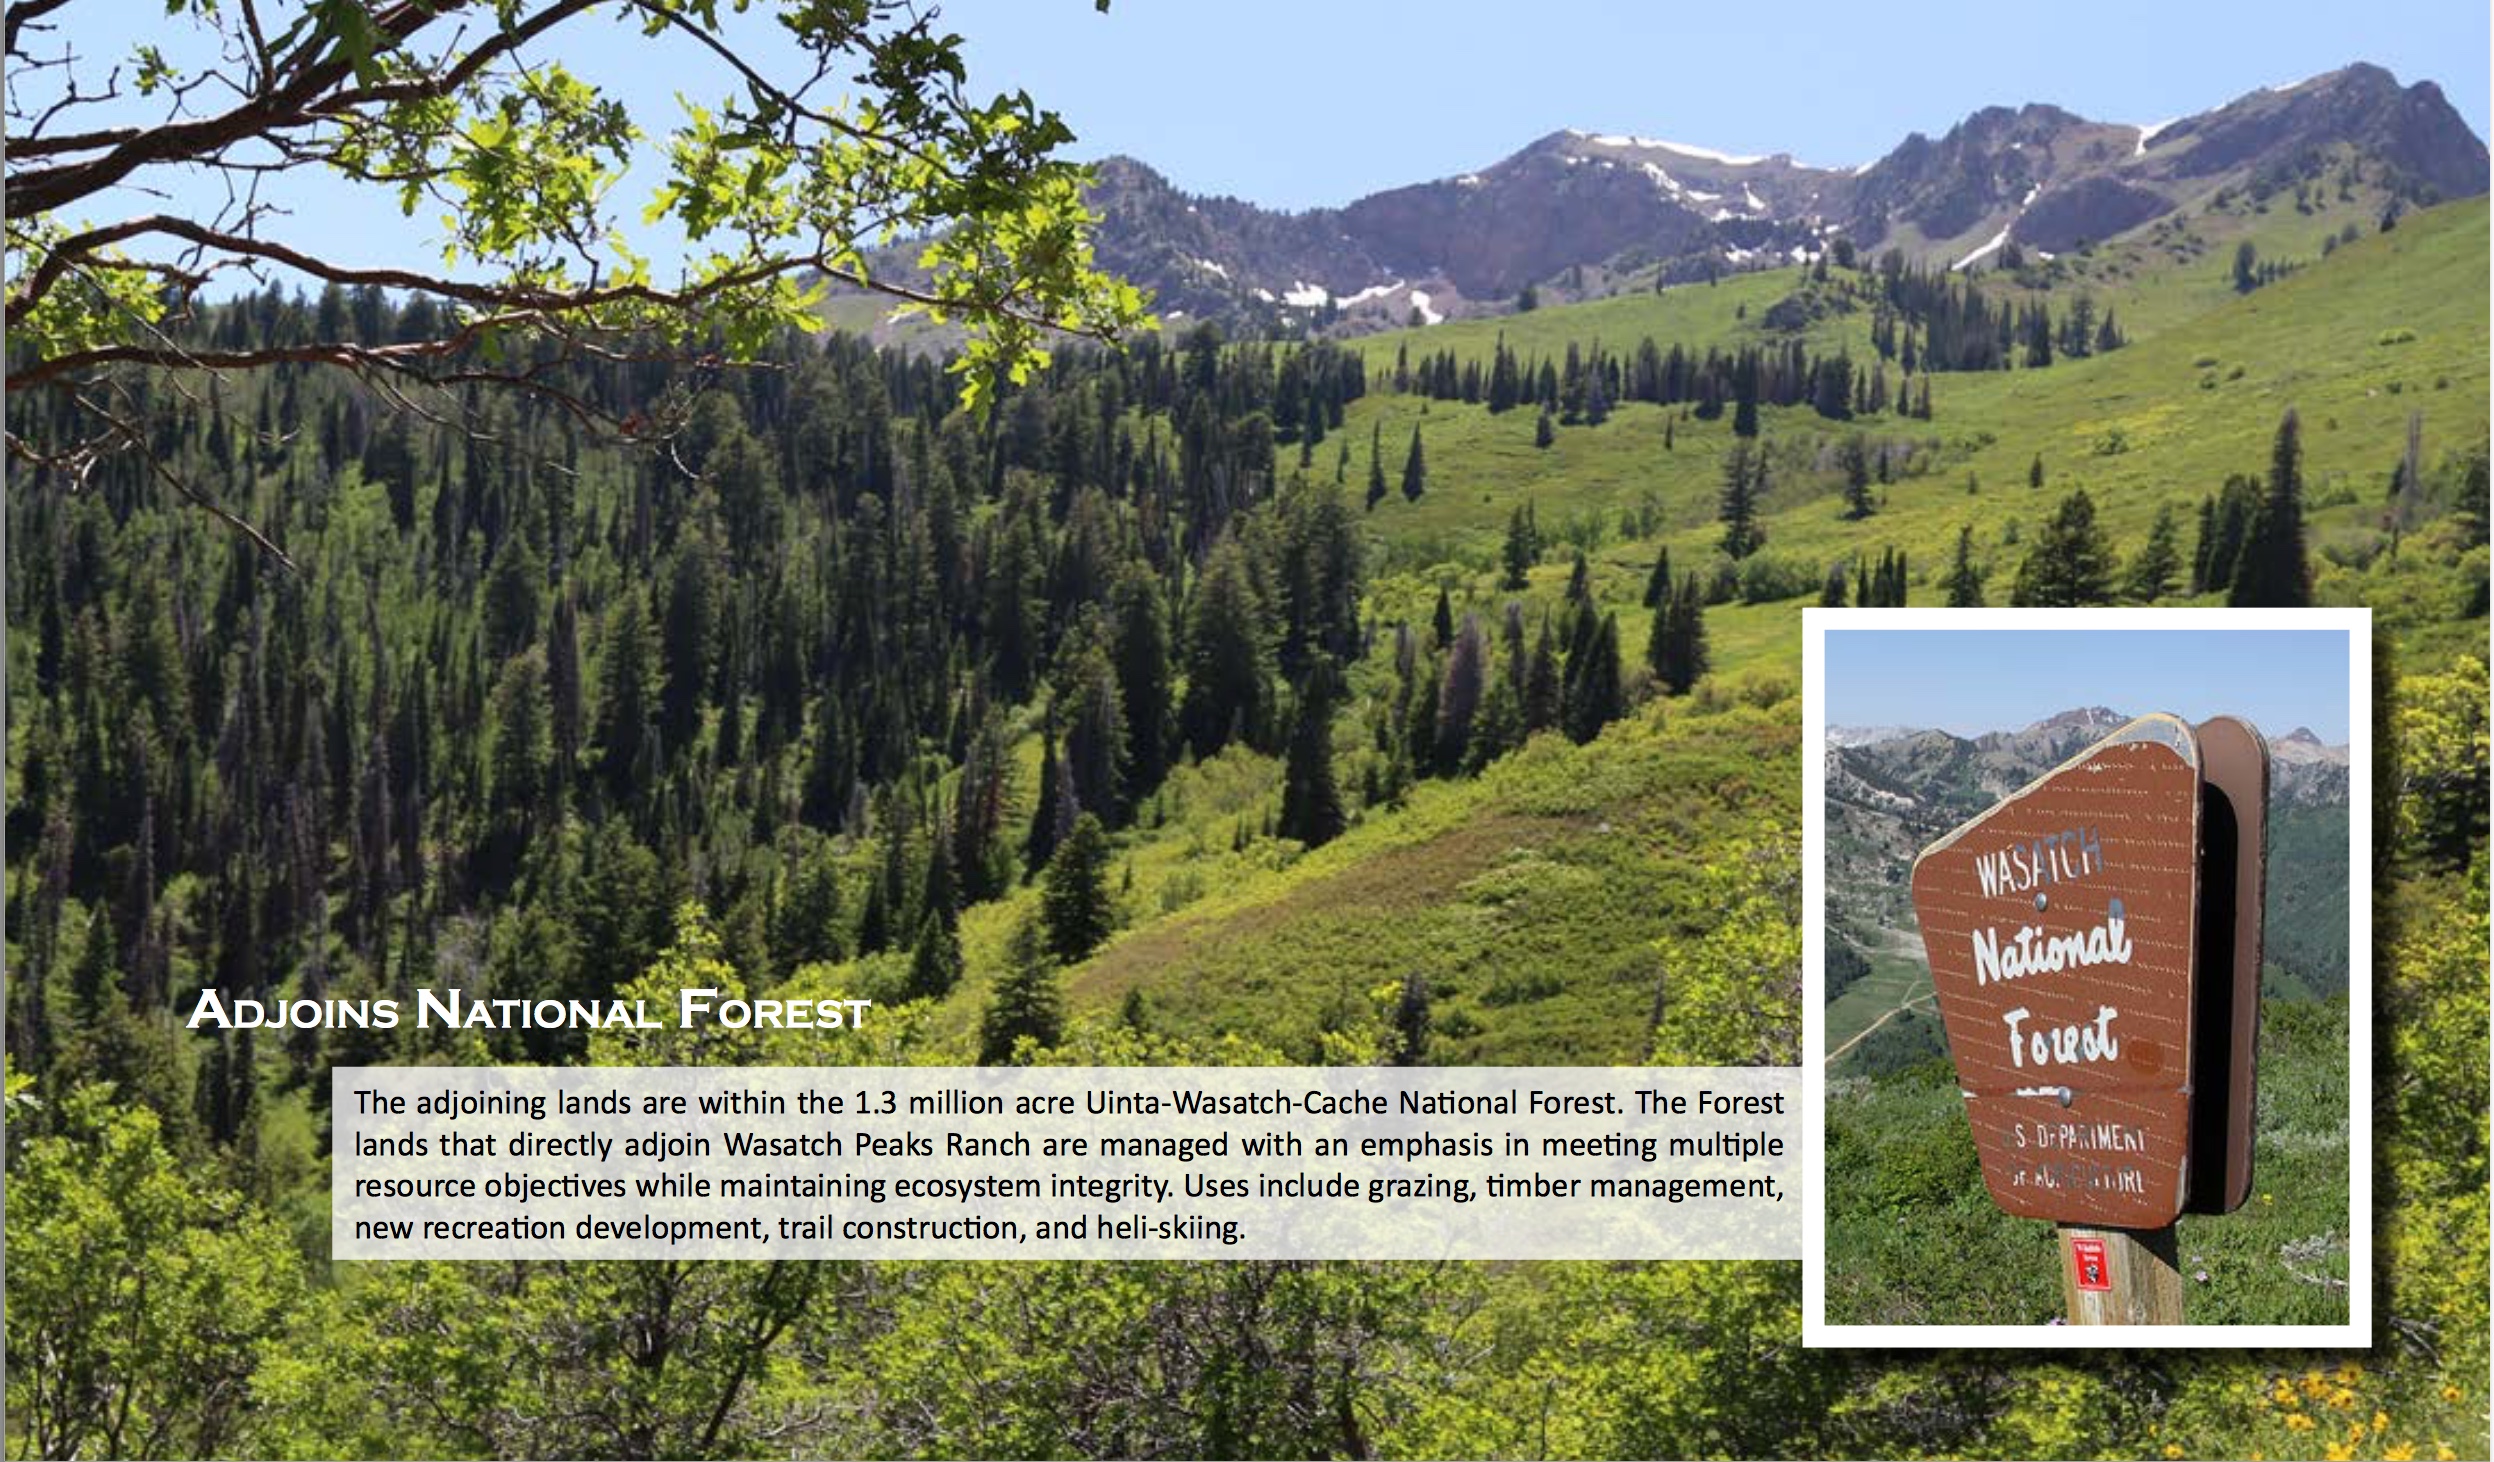 ADJOINS NATIONAL FOREST
The adjoining lands are within the 1.3 million acre Uinta-Wasatch-Cache National Forest. The Forest
lands that directly adjoin Wasatch Peaks Ranch are managed with an emphasis in meeting multiple
resource objectives while maintaining ecosystem integrity. Uses include grazing, timber management,
new recreation development, trail construction, and heli-skiing.
WASATCH
National
Forest
S DEPARTMENT